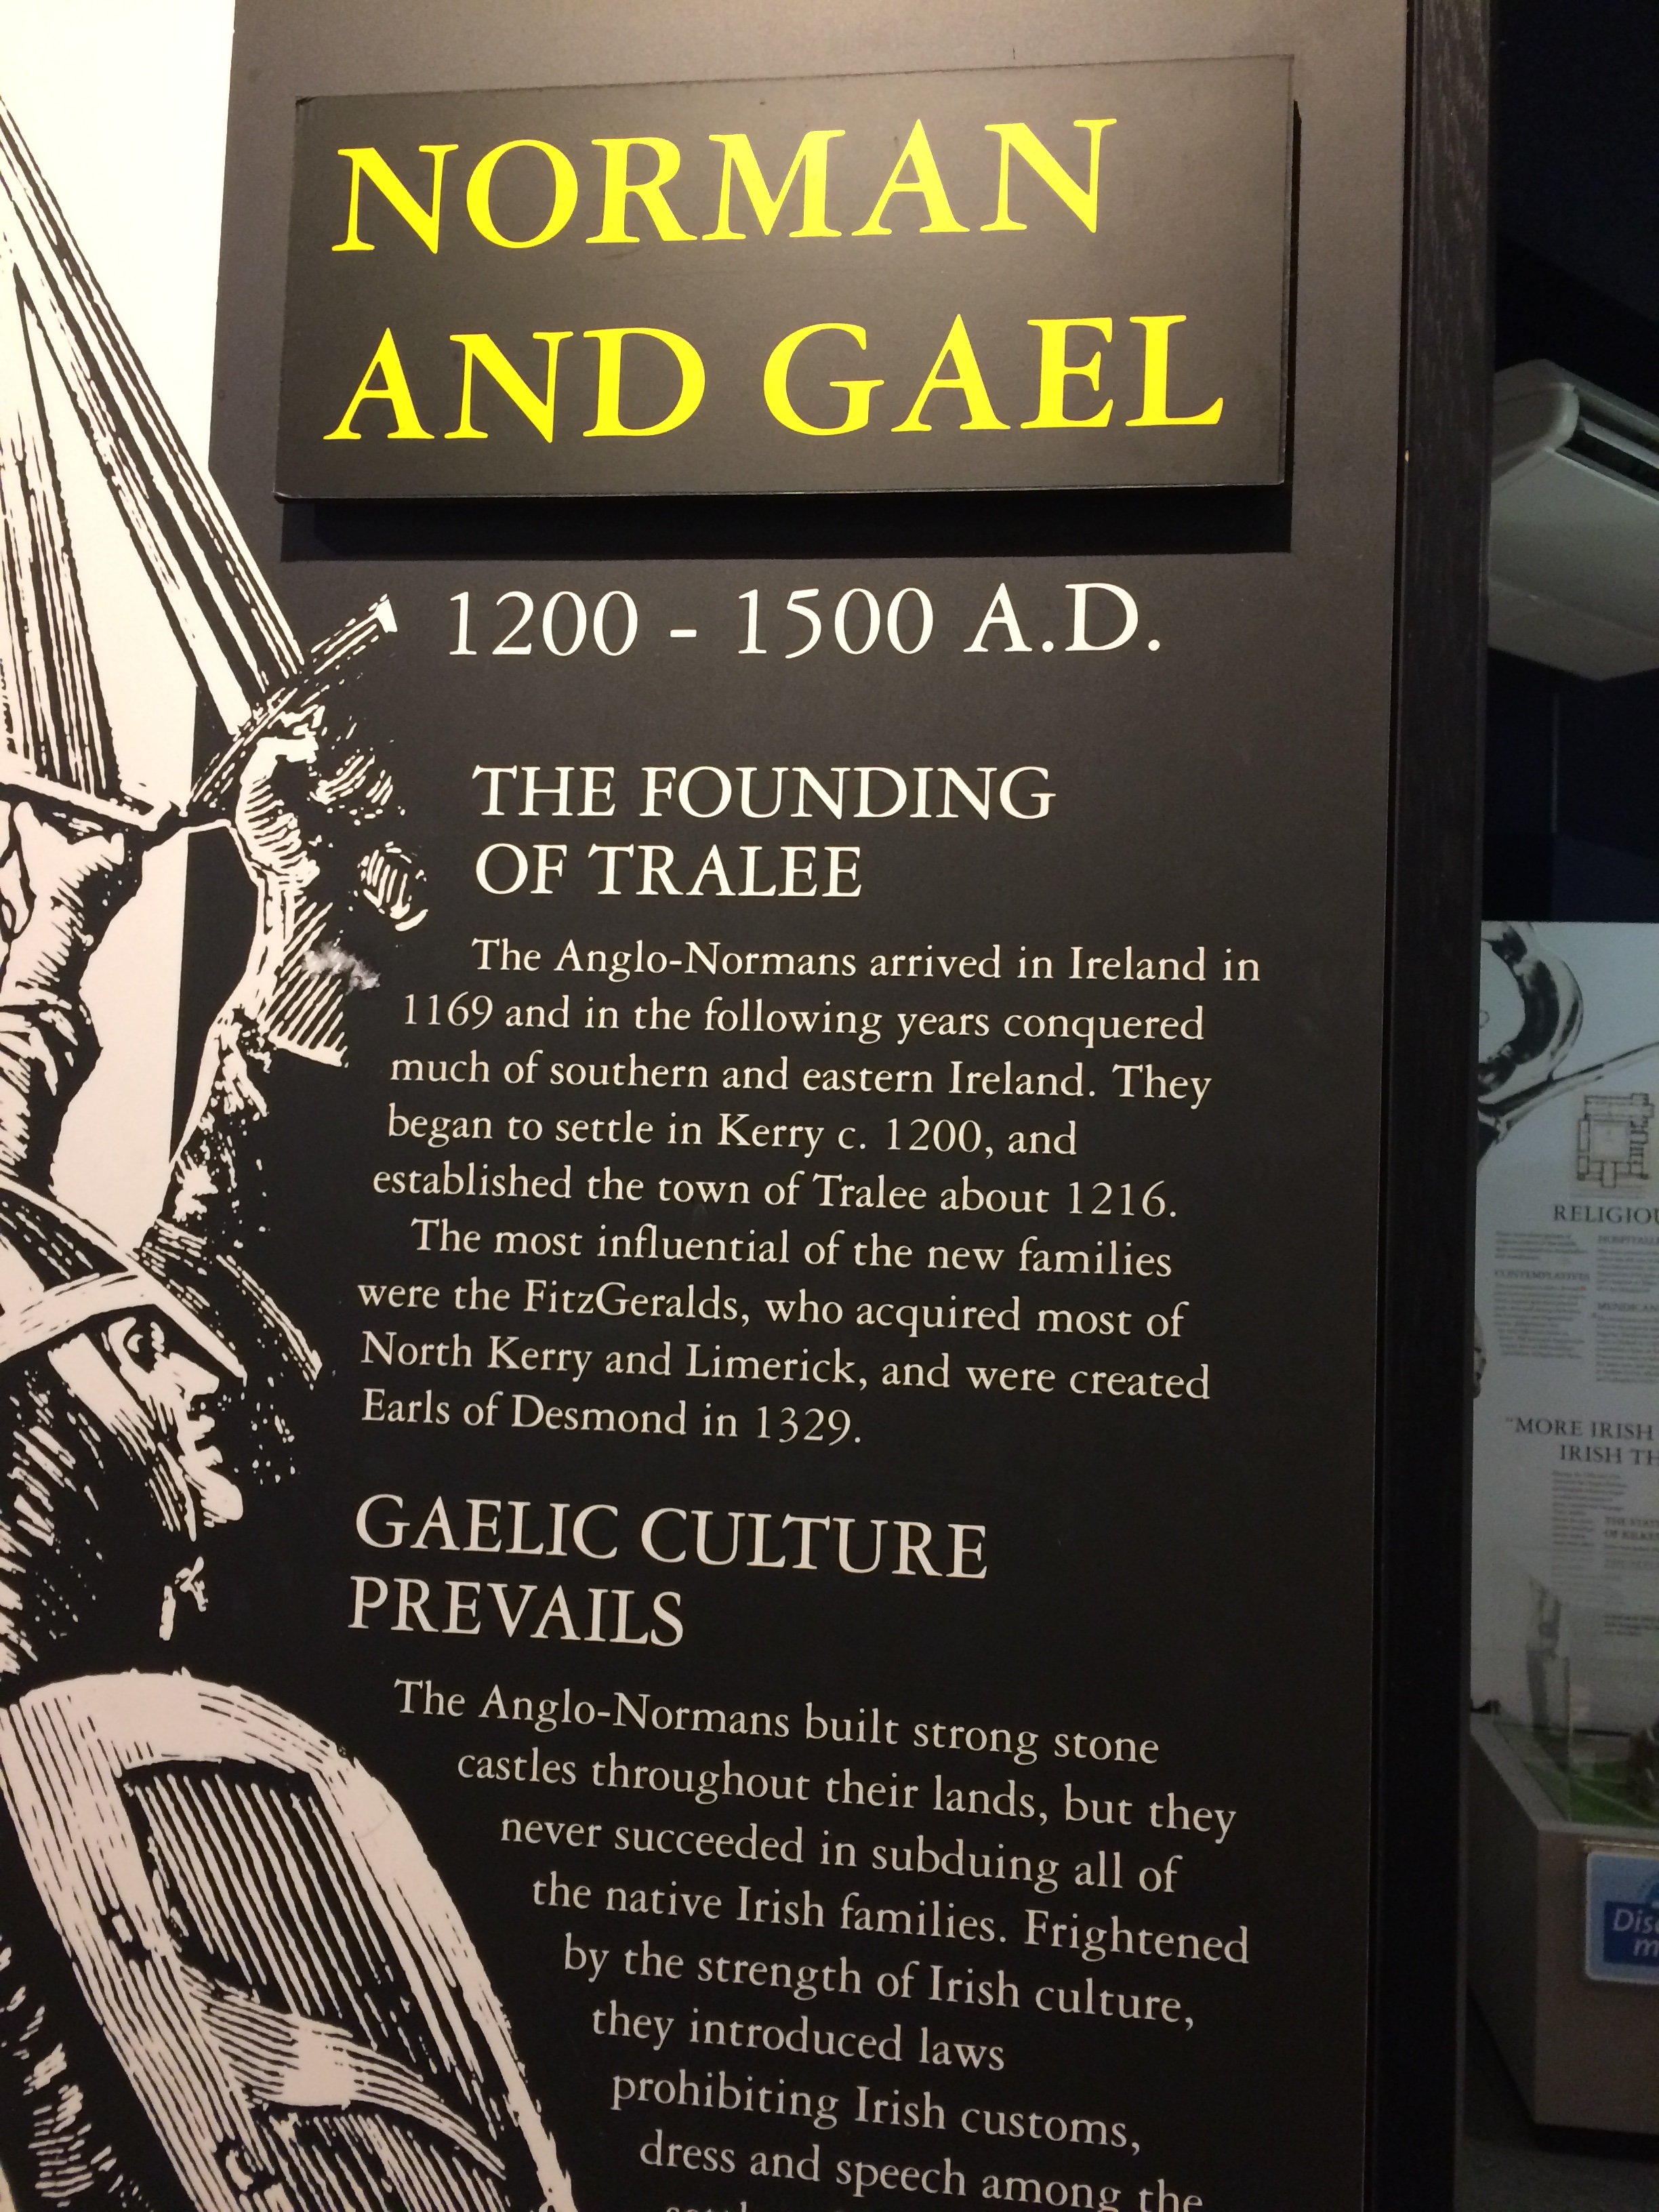 NORMAN
AND GAEL
1200 - 1500 A.D.
THE FOUNDING
OF TRALEE
The Anglo-Normans arrived in Ireland in
1169 and in the following years conquered
much of southern and eastern Ireland. They
began to settle in Kerry c. 1200, and
established the town of Tralee about 1216.
The most influential of the new families
were the FitzGeralds, who acquired most of
North Kerry and Limerick, and were created
Earls of Desmond in 1329.
GAELIC CULTURE
PREVAILS
The Anglo-Normans built strong stone
castles throughout their lands, but they
never succeeded in subduing all of
the native Irish families. Frightened
by the strength of Irish culture,
they introduced laws
prohibiting Irish customs,
dress and speech among the
RELIGIOU
CONTEMPLATIVES
"MORE IRISH
IRISH TH
Dis
m